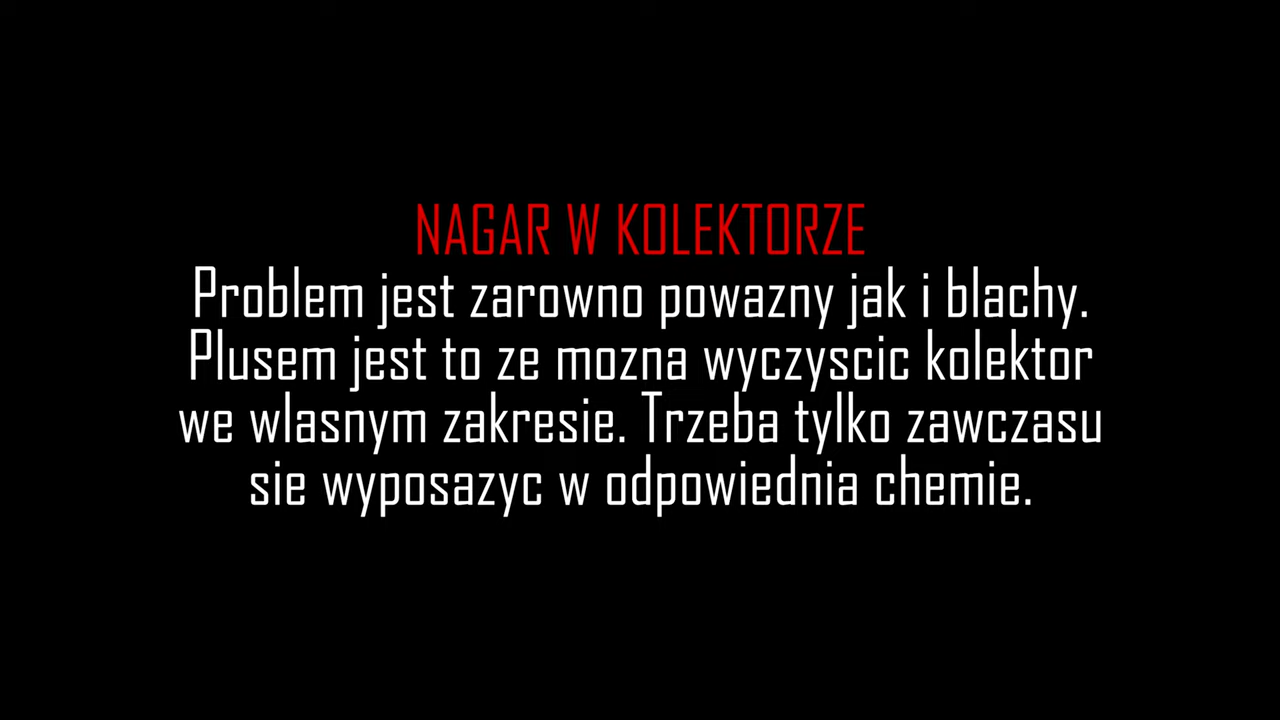 NAGAR W KOLEKTORZE
Problem jest zarowno powazny jak i blachy.
Plusem jest to ze mozna wyczyscic kolektor
we wlasnym zakresie. Trzeba tylko zawczasu
sie wyposazyc w odpowiednia chemie.